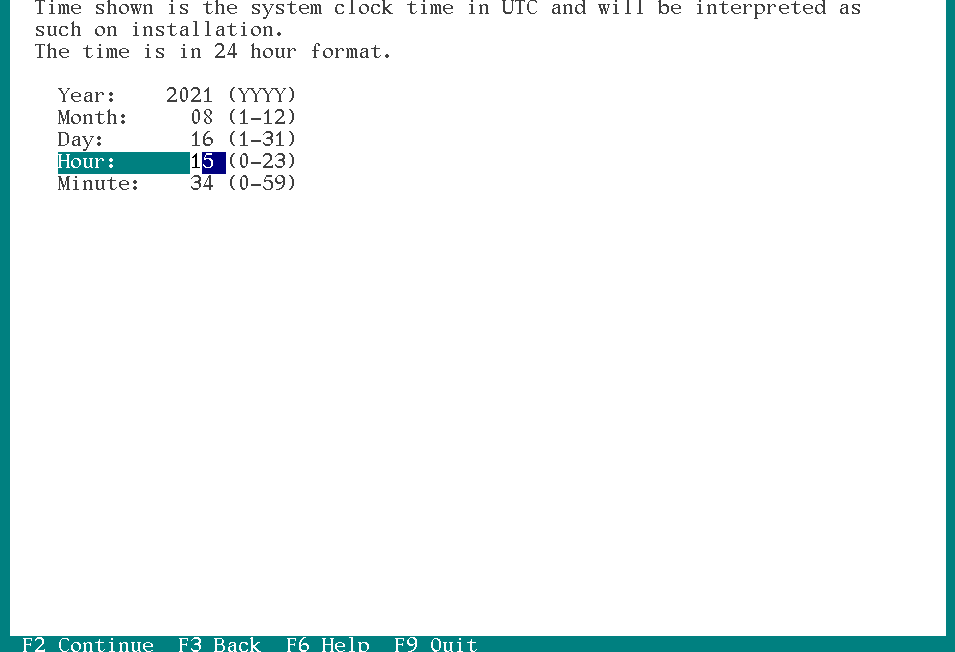 Time shown is the system clock time in UTC and will be interpreted as
such on installation.
The time is in 24 hour format.
Year: 2021 (YYYY)
Month: 08 (1-12)
Day: 16 (1-31)
Hour: 15 (0-23)
Minute: 34 (0-59)
F2 Continue F3 Back F6 Help F9 Quit